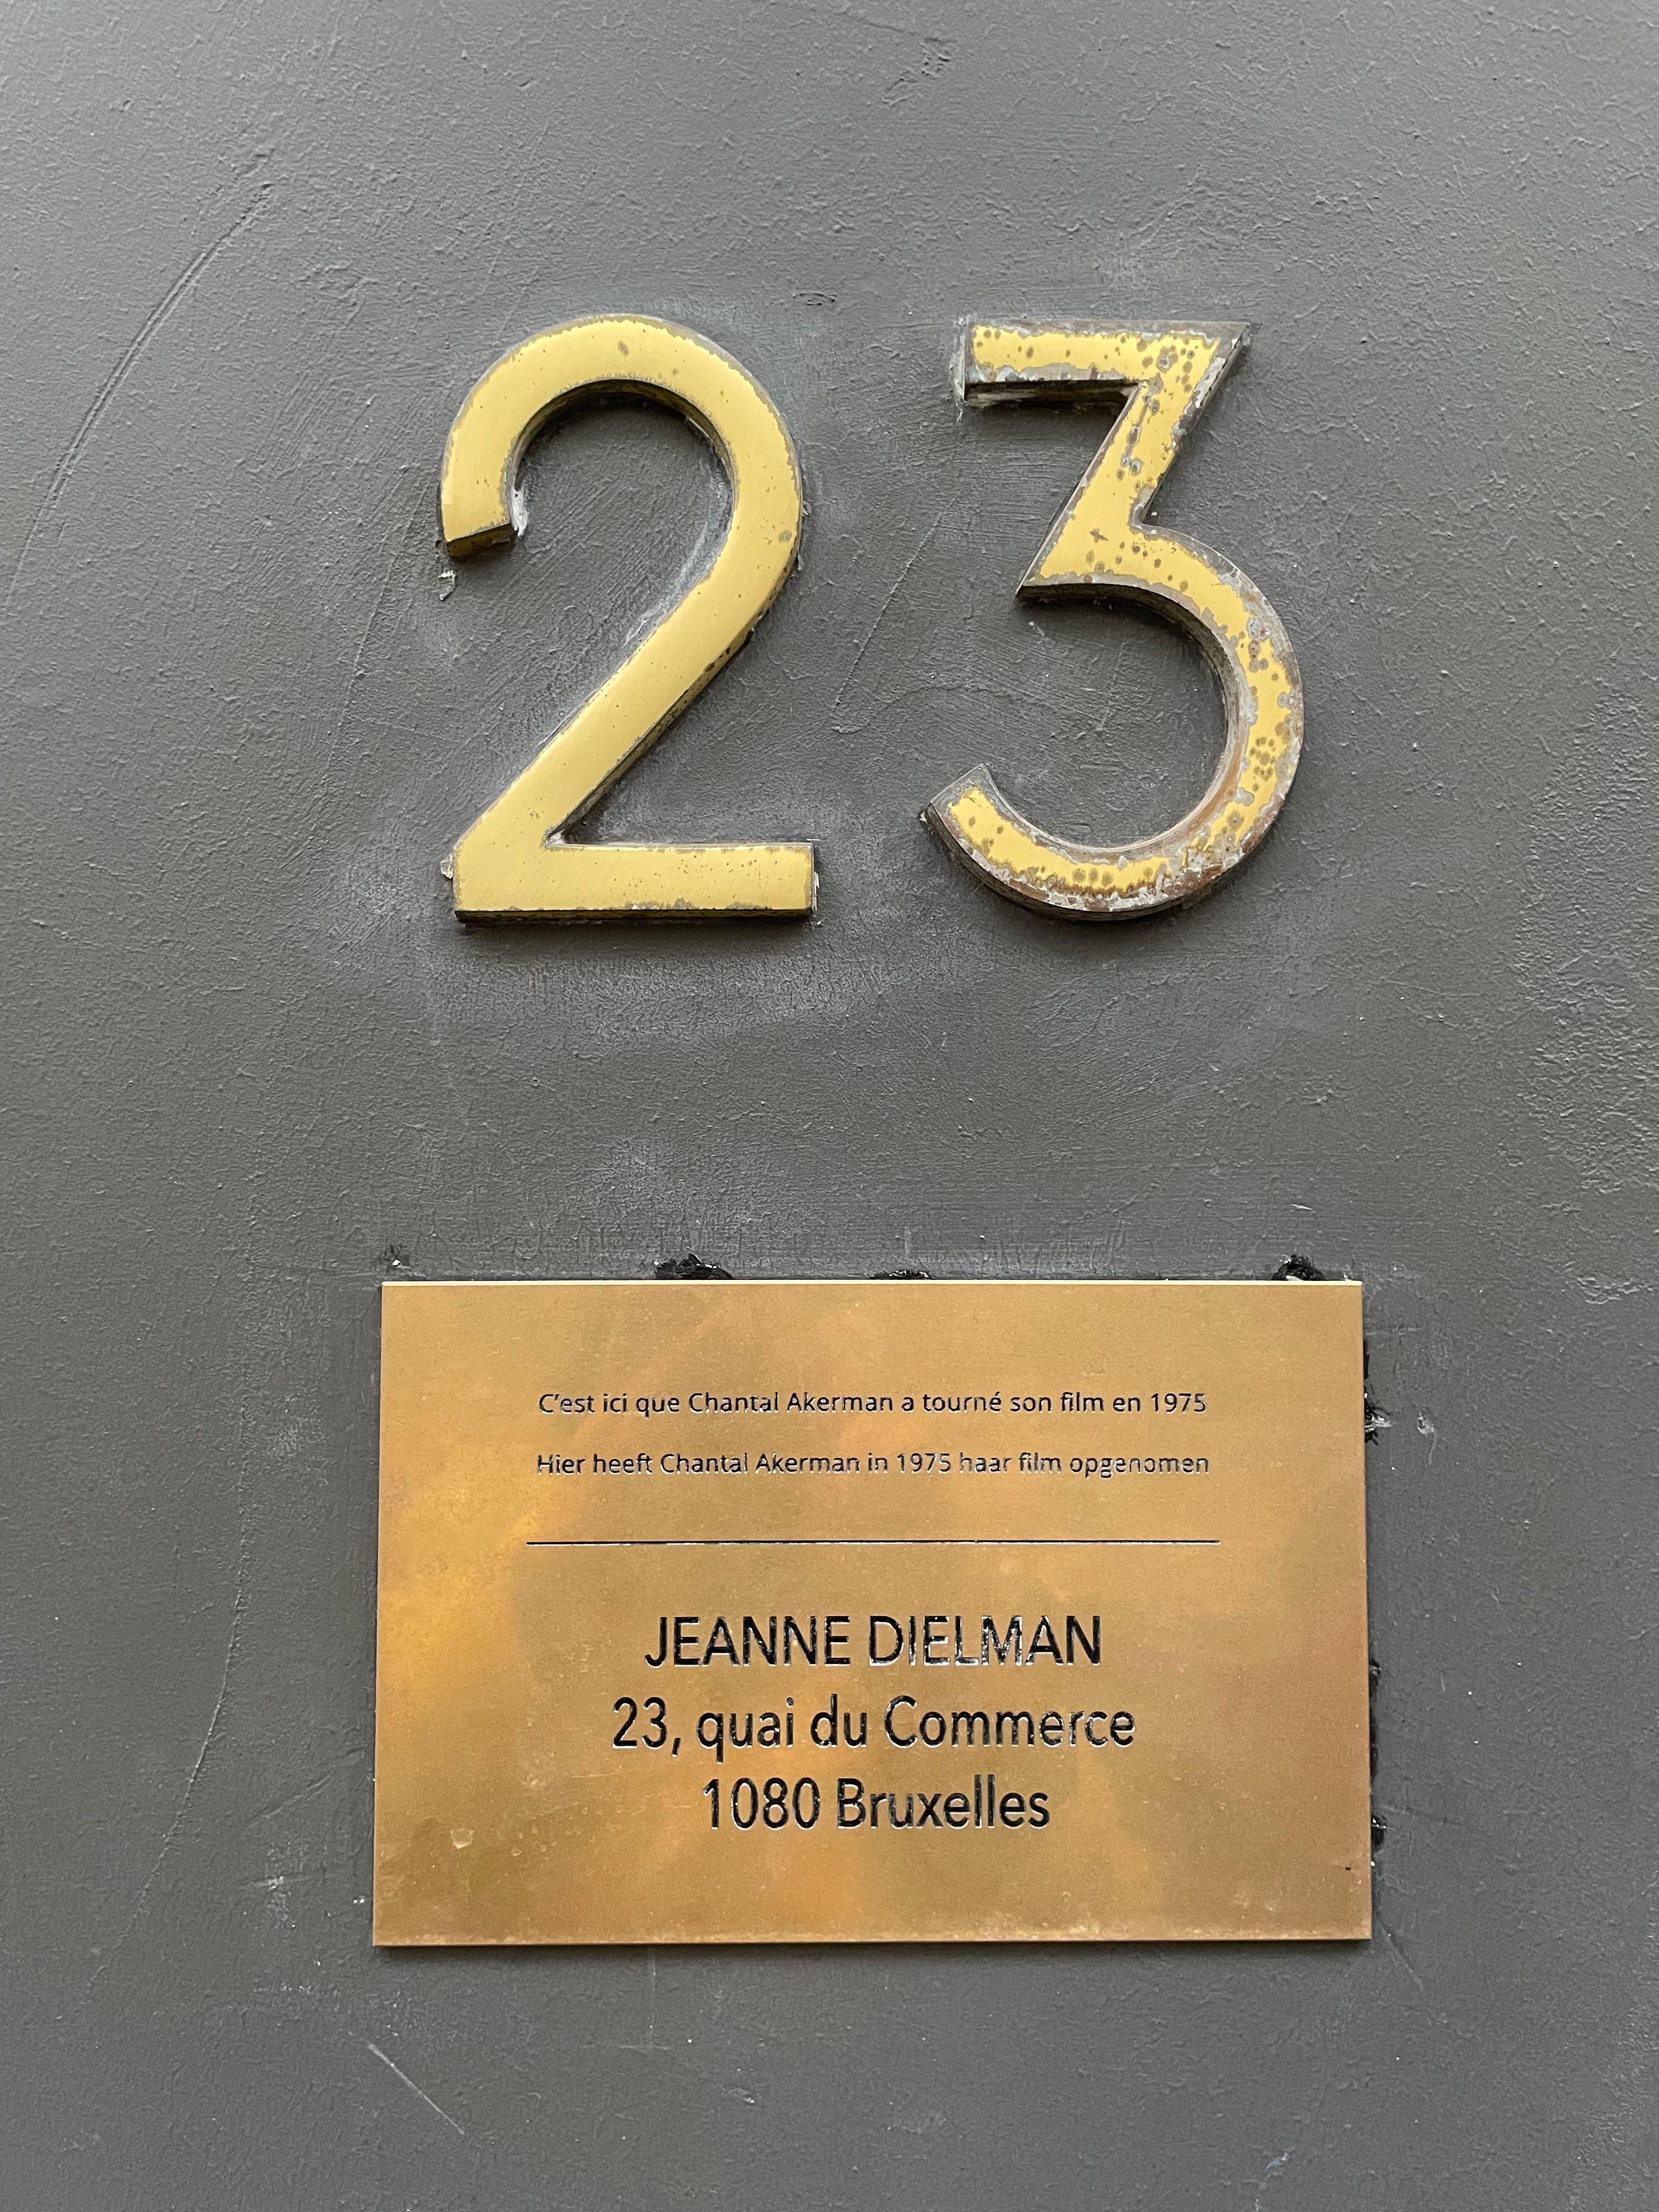 23
C'est ici que Chantal Akerman a tourné son film en 1975
Hier heeft Chantal Akerman in 1975 haar film opgenomen
JEANNE DIELMAN
23, quai du Commerce
1080 Bruxelles